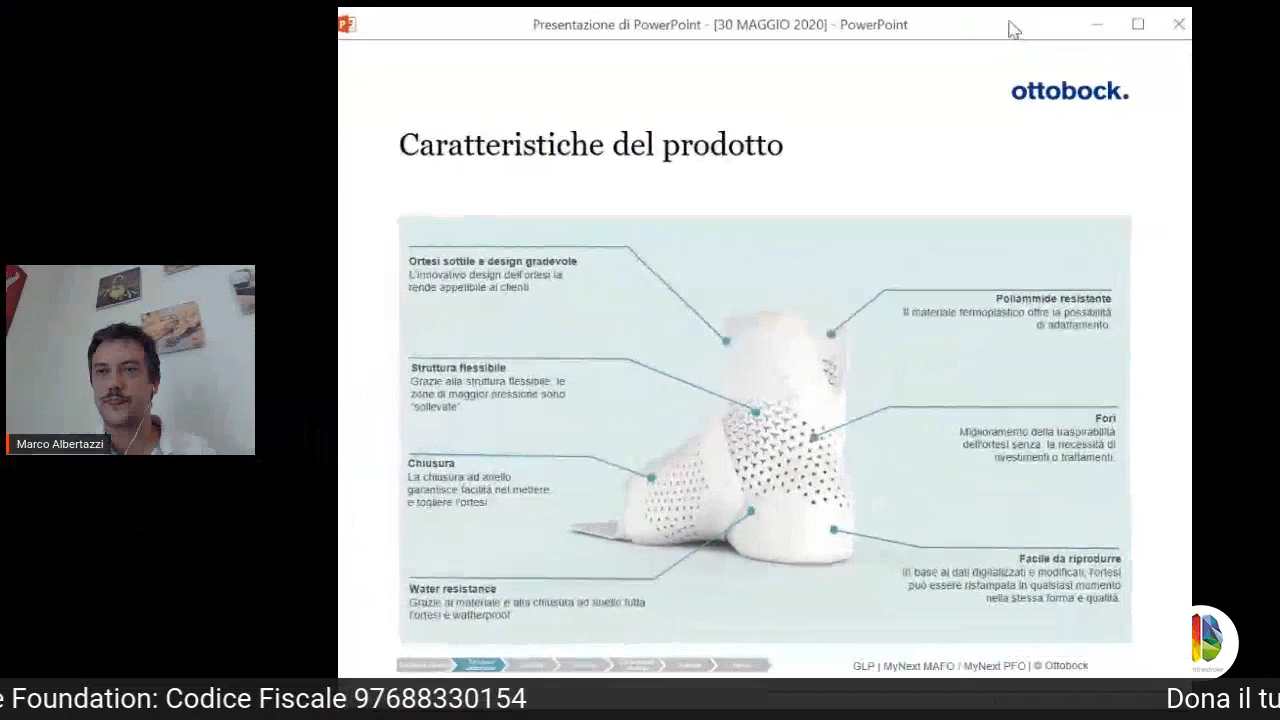 Presentazione di PowerPoint - [30 MAGGIO 2020] - PowerPoint
ottobock.
Caratteristiche del prodotto
Ortesi sottile e design gradevole
L'innovativo design dell'ortesi la
rende appetibile ai clienti
Poliammide resistente
Il materiale termoplastico offre la possibilità
di adattamento.
Struttura flessibile
Grazie alla struttura flessibile, le
zone di maggior pressione sono
"sollevate"
Fori
Miglioramento della traspirabilità
dell'ortesi senza la necessità di
rivestimenti o trattamenti.
Marco Albertazzi
Chiusura
La chiusura ad anello
garantisce facilità nel mettere
e togliere l'ortesi
Facile da riprodurre
In base ai dati digitalizzati e modificati, l'ortesi
può essere ristampata in qualsiasi momento
nella stessa forma e qualità.
Water resistance
Grazie al materiale e alla chiusura ad anello tutta
l'ortesi è watherproof
GLP | MyNext MAFO / MyNext PFO | © Ottobock
e Foundation: Codice Fiscale 97688330154
Dona il tu